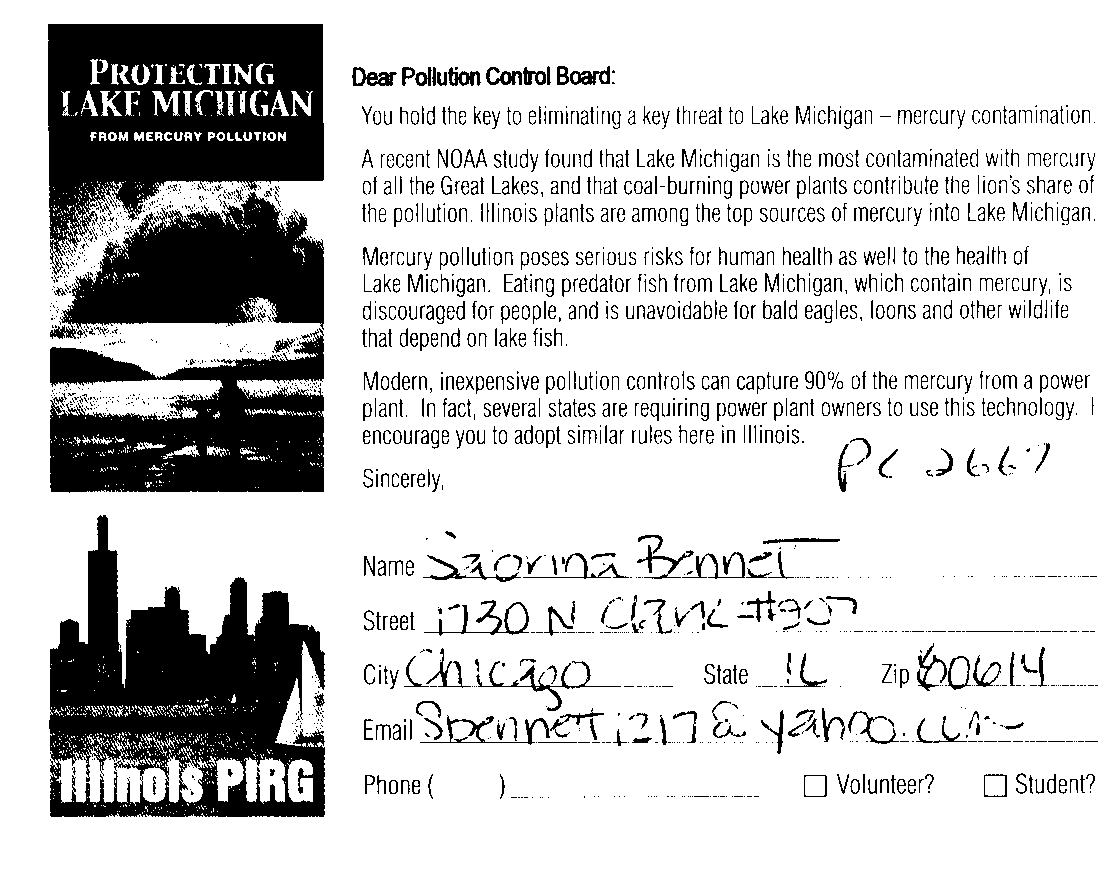 PROTECTING
LAKE MICHIGAN
FROM MERCURY POLLUTION
Illinois PIRG
Dear Pollution Control Board:
You hold the key to eliminating a key threat to Lake Michigan – mercury contamination.
A recent NOAA study found that Lake Michigan is the most contaminated with mercury
of all the Great Lakes, and that coal-burning power plants contribute the lion's share of
the pollution. Illinois plants are among the top sources of mercury into Lake Michigan.
Mercury pollution poses serious risks for human health as well to the health of
Lake Michigan. Eating predator fish from Lake Michigan, which contain mercury, is
discouraged for people, and is unavoidable for bald eagles, loons and other wildlife
that depend on lake fish.
Modern, inexpensive pollution controls can capture 90% of the mercury from a power
plant. In fact, several states are requiring power plant owners to use this technology. I
encourage you to adopt similar rules here in Illinois.
PC 2667
Sincerely,
Name Sabrina Bennett
Street 1730 N Clark #907
City Chicago State IL Zip 60614
Email Sbennett1217@yahoo.com
Phone ( )
Volunteer? Student?